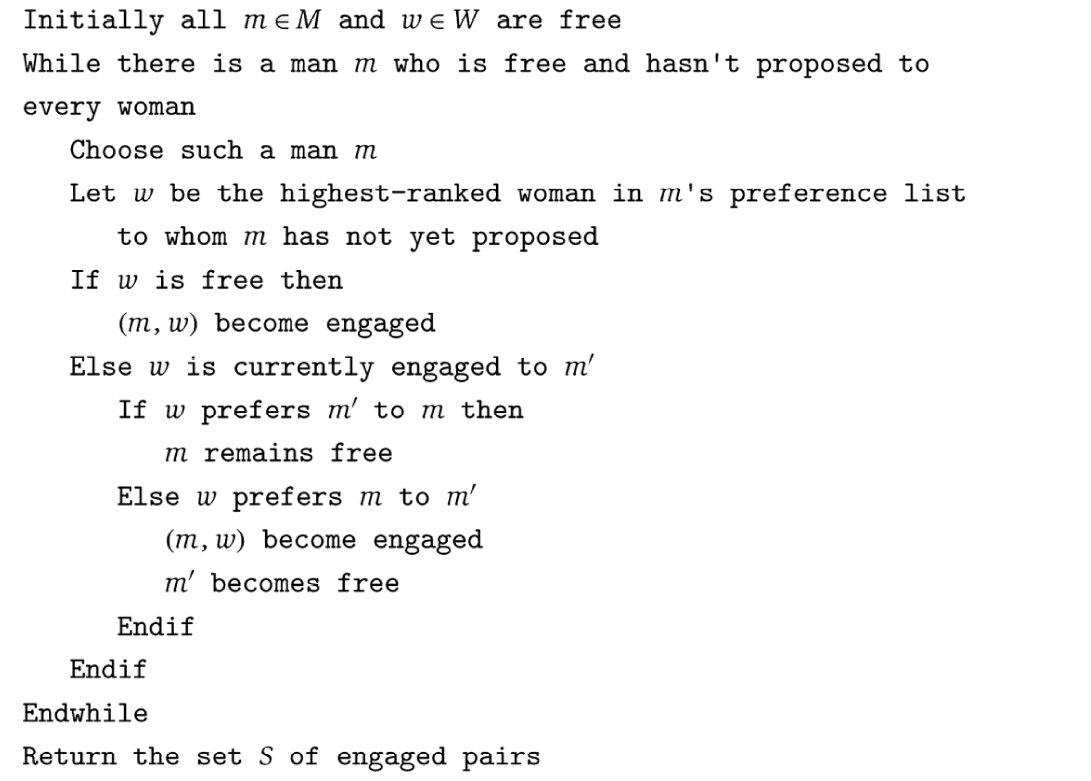 Initially all m ∈ M and w ∈ W are free
While there is a man m who is free and hasn't proposed to
every woman
Choose such a man m
Let w be the highest-ranked woman in m's preference list
to whom m has not yet proposed
If w is free then
(m, w) become engaged
Else w is currently engaged to m′
If w prefers m′ to m then
m remains free
Else w prefers m to m′
(m, w) become engaged
m′ becomes free
Endif
Endif
Endwhile
Return the set S of engaged pairs